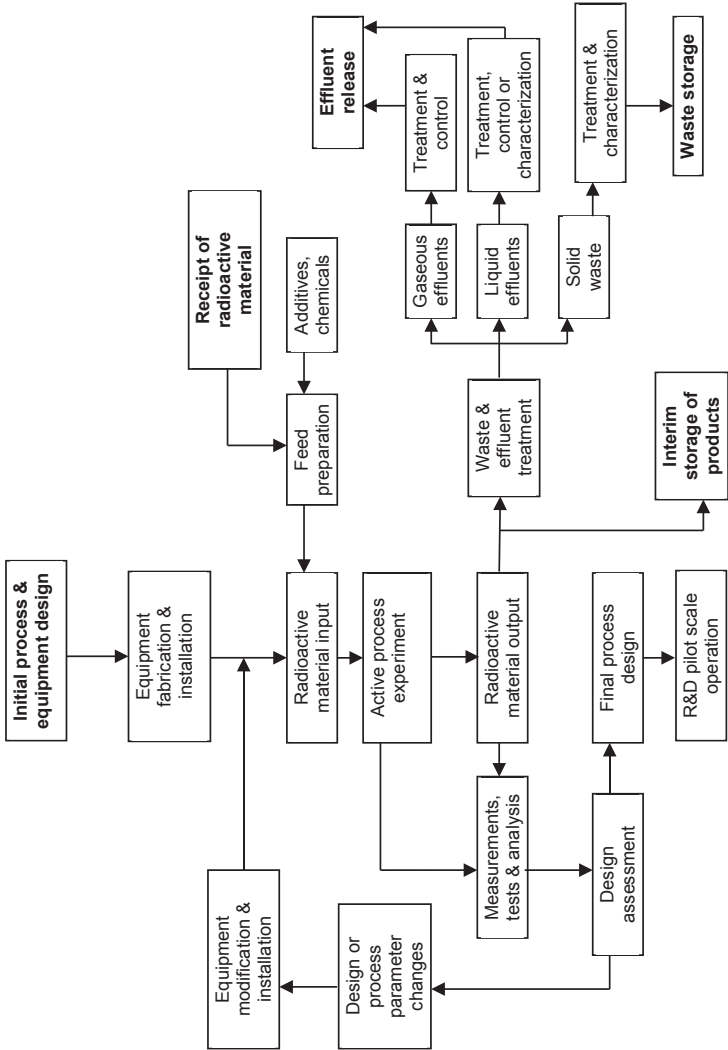 Initial process &
equipment design
Equipment
fabrication &
installation
Receipt of
radioactive
material
Additives,
chemicals
Feed
preparation
Equipment
modification &
installation
Radioactive
material input
Design or
process
parameter
changes
Active process
experiment
Measurements,
tests & analysis
Radioactive
material output
Waste &
effluent
treatment
Gaseous
effluents
Treatment &
control
Effluent
release
Liquid
effluents
Treatment,
control or
characterization
Solid
waste
Treatment &
characterization
Waste storage
Design
assessment
Final process
design
Interim
storage of
products
R&D pilot scale
operation